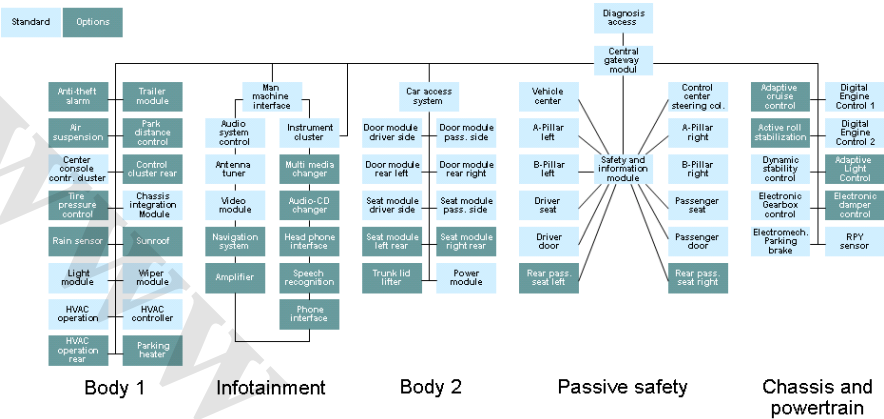 Standard
Options
Diagnosis
access
Central
gateway
modul
Anti-theft
alarm
Trailer
module
Air
suspension
Park
distance
control
Center
console
contr. cluster
Control
cluster rear
Tire
pressure
control
Chassis
integration
Module
Rain sensor
Sunroof
Light
module
Wiper
module
HVAC
operation
HVAC
controller
HVAC
operation
rear
Parking
heater
Body 1
Man
machine
interface
Audio
system
control
Instrument
cluster
Antenna
tuner
Multi media
changer
Video
module
Audio-CD
changer
Navigation
system
Head phone
interface
Amplifier
Speech
recognition
Phone
interface
Infotainment
Car access
system
Door module
driver side
Door module
pass. side
Door module
rear left
Door module
rear right
Seat module
driver side
Seat module
pass. side
Seat module
left rear
Seat module
right rear
Trunk lid
lifter
Power
module
Body 2
Vehicle
center
Control
center
steering col.
A-Pillar
left
A-Pillar
right
B-Pillar
left
Safety and
information
module
B-Pillar
right
Driver
seat
Passenger
seat
Driver
door
Passenger
door
Rear pass.
seat left
Rear pass.
seat right
Passive safety
Adaptive
cruise
control
Digital
Engine
Control 1
Active roll
stabilization
Digital
Engine
Control 2
Dynamic
stability
control
Adaptive
Light
Control
Electronic
Gearbox
control
Electronic
damper
control
Electromech.
Parking
brake
RPY
sensor
Chassis and
powertrain